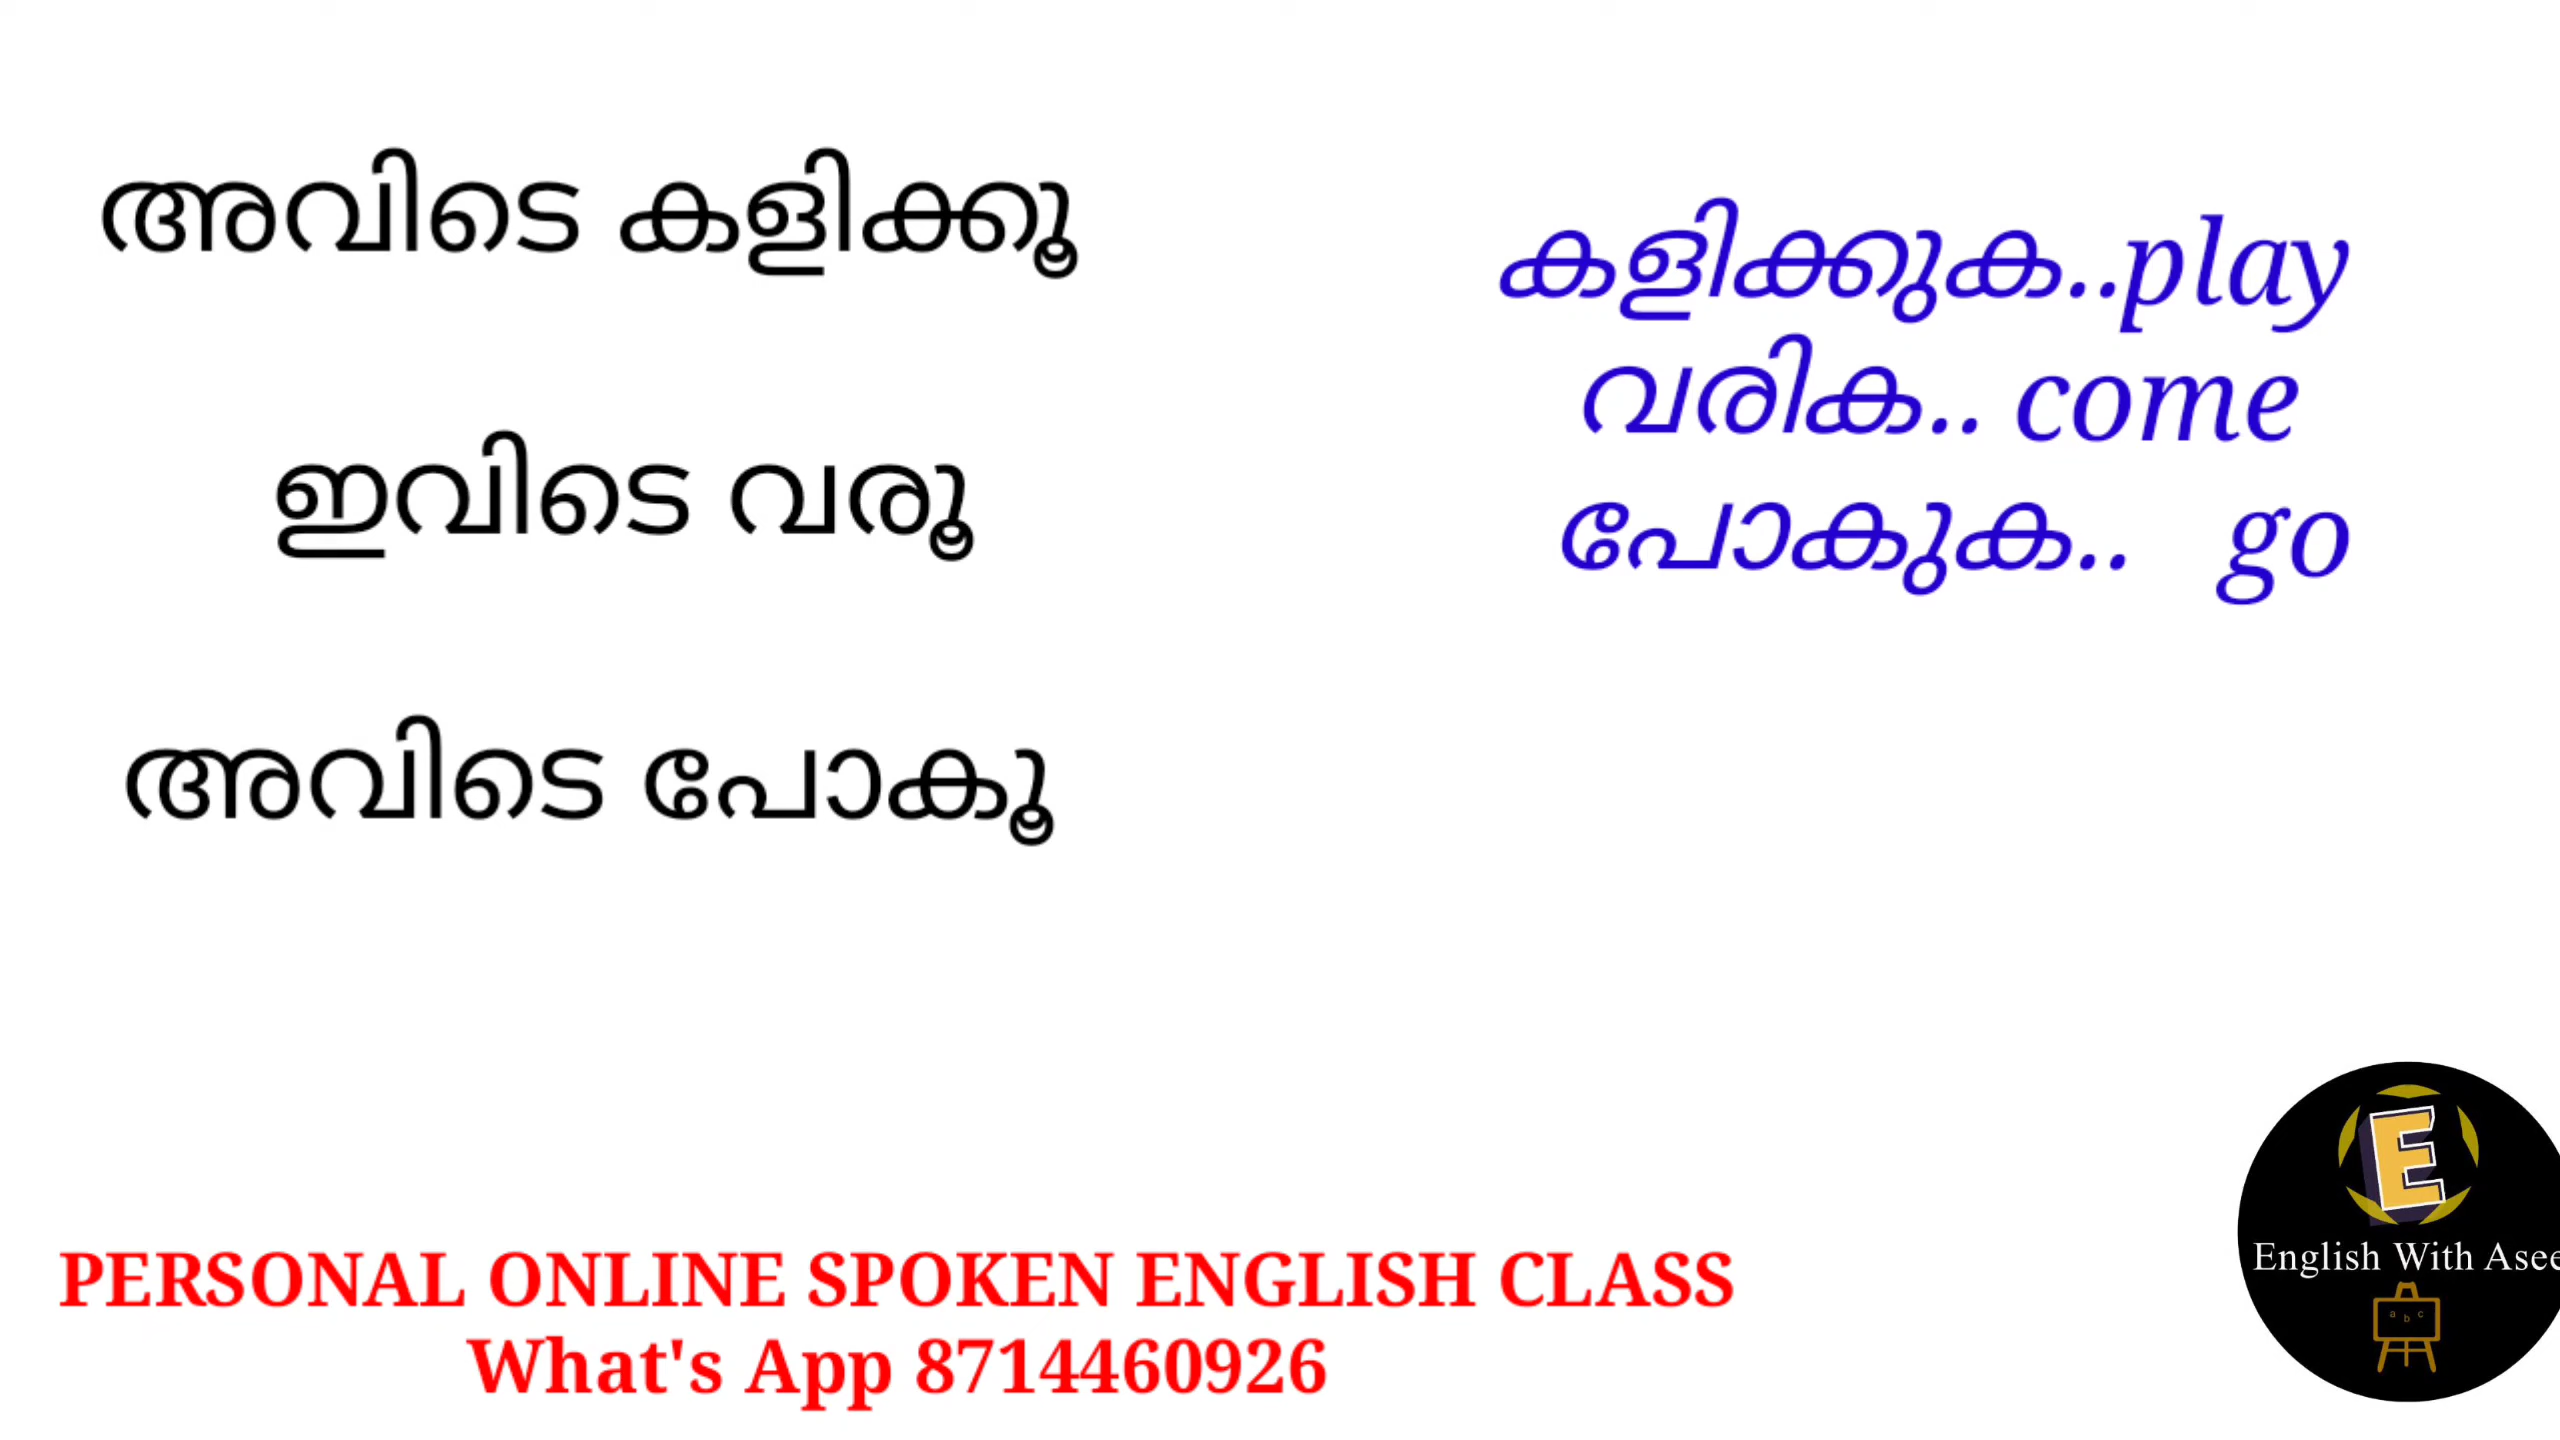 അവിടെ കളിക്കൂ
ഇവിടെ വരൂ
അവിടെ പോകൂ
കളിക്കുക..play
വരിക.. come
പോകുക.. go
PERSONAL ONLINE SPOKEN ENGLISH CLASS
What's App 8714460926
E
English With
a b c